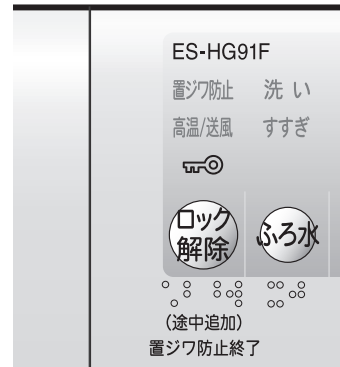 ES-HG91F
置ジワ防止 洗い
高温/送風 すすぎ
ロック解除 ふろ水
(途中追加)
置ジワ防止終了